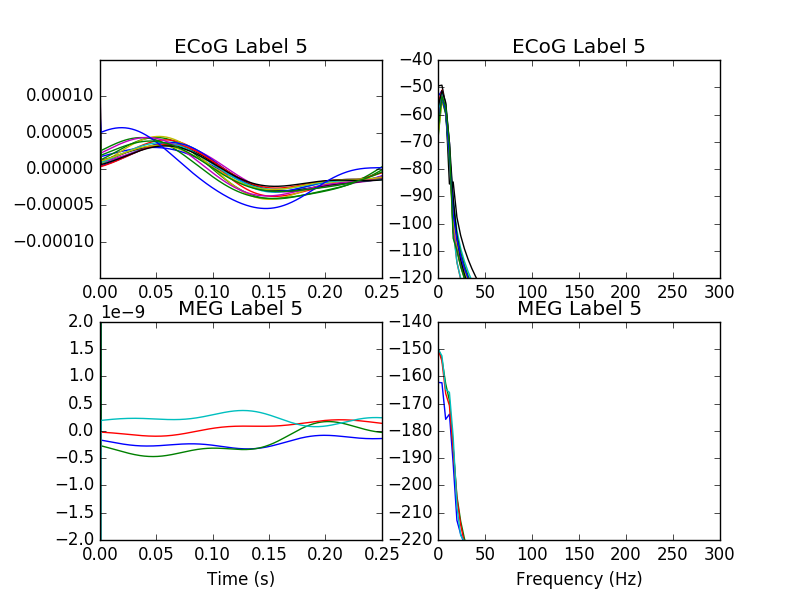 ECoG Label 5
0.00010
0.00005
0.00000
−0.00005
−0.00010
0.00 0.05 0.10 0.15 0.20 0.25
ECoG Label 5
−40
−50
−60
−70
−80
−90
−100
−110
−120
0 50 100 150 200 250 300
MEG Label 5
1e−9
2.0
1.5
1.0
0.5
0.0
−0.5
−1.0
−1.5
−2.0
0.00 0.05 0.10 0.15 0.20 0.25
Time (s)
MEG Label 5
−140
−150
−160
−170
−180
−190
−200
−210
−220
0 50 100 150 200 250 300
Frequency (Hz)